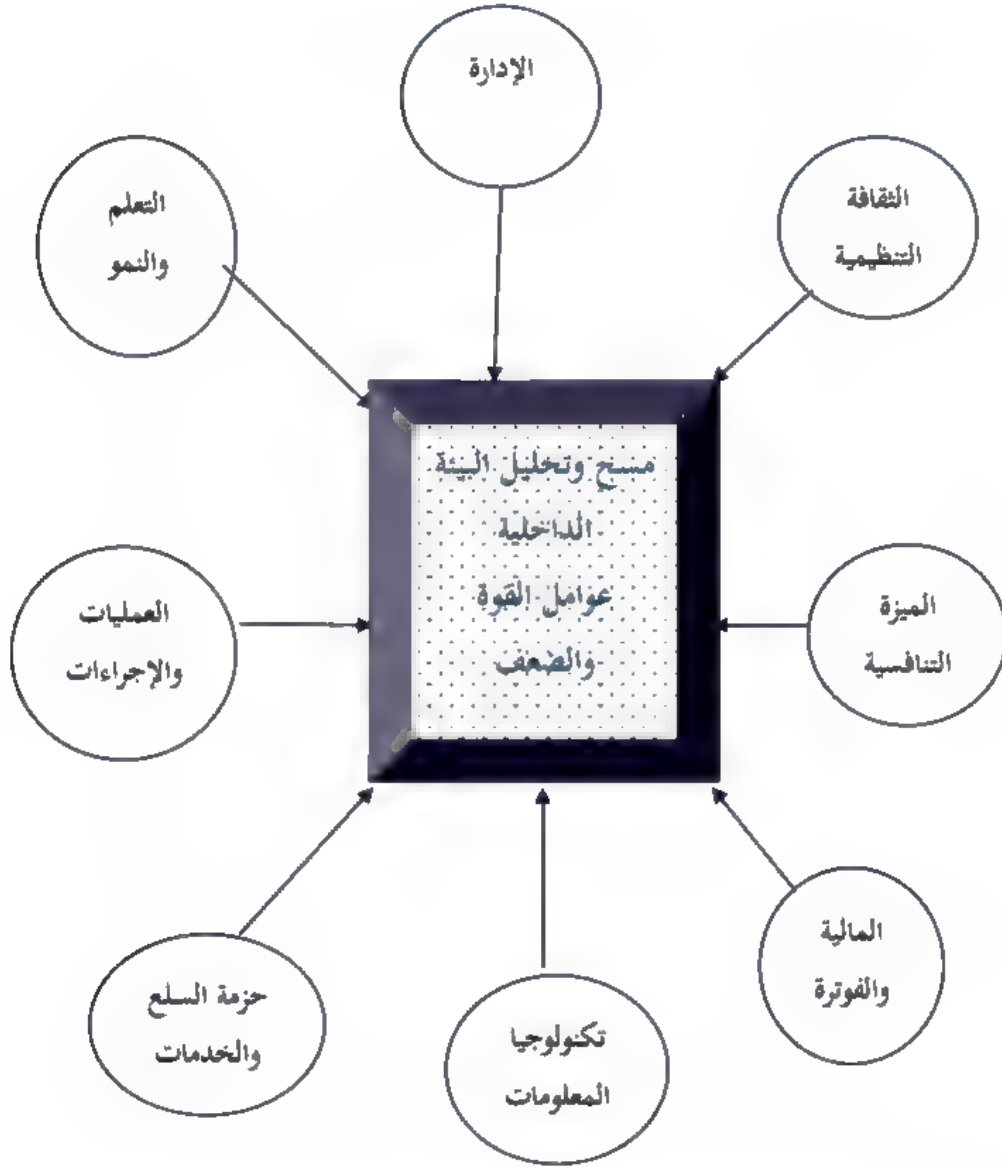 الإدارة
الثقافة
التنظيمية
التعلم
والنمو
مسح وتحليل البيئة
الداخلية
عوامل القوة
والضعف
الميزة
التنافسية
العمليات
والإجراءات
المالية
والفوترة
تكنولوجيا
المعلومات
حزمة السلع
والخدمات